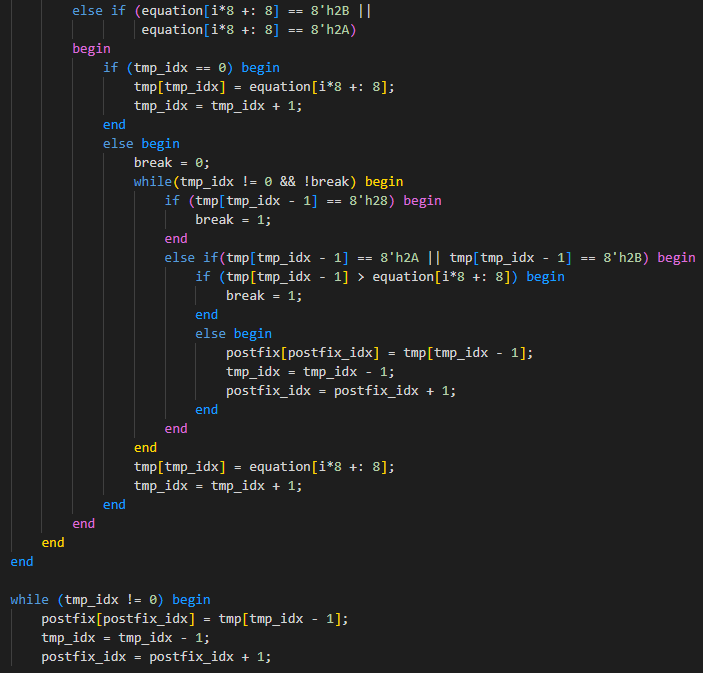 else if (equation[i*8 +: 8] == 8'h2B ||
equation[i*8 +: 8] == 8'h2A)
begin
if (tmp_idx == 0) begin
tmp[tmp_idx] = equation[i*8 +: 8];
tmp_idx = tmp_idx + 1;
end
else begin
break = 0;
while(tmp_idx != 0 && !break) begin
if (tmp[tmp_idx - 1] == 8'h28) begin
break = 1;
end
else if(tmp[tmp_idx - 1] == 8'h2A || tmp[tmp_idx - 1] == 8'h2B) begin
if (tmp[tmp_idx - 1] > equation[i*8 +: 8]) begin
break = 1;
end
else begin
postfix[postfix_idx] = tmp[tmp_idx - 1];
tmp_idx = tmp_idx - 1;
postfix_idx = postfix_idx + 1;
end
end
end
tmp[tmp_idx] = equation[i*8 +: 8];
tmp_idx = tmp_idx + 1;
end
end
end
end
while (tmp_idx != 0) begin
postfix[postfix_idx] = tmp[tmp_idx - 1];
tmp_idx = tmp_idx - 1;
postfix_idx = postfix_idx + 1;